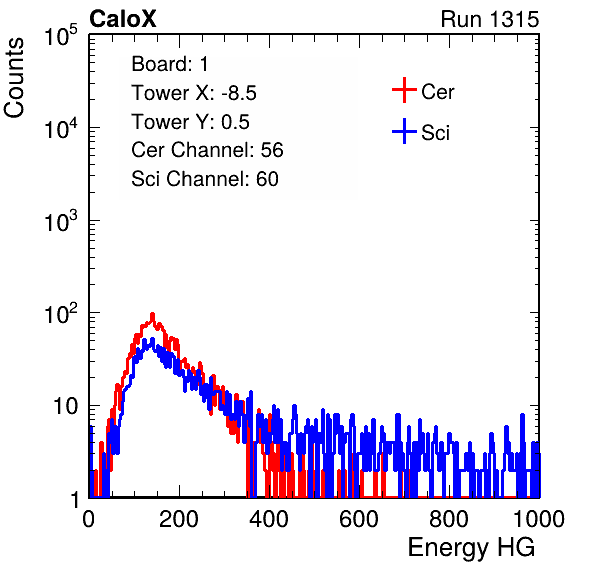 CaloX Run 1315
Counts
10^5
10^4
10^3
10^2
10
1
Board: 1
Tower X: -8.5
Tower Y: 0.5
Cer Channel: 56
Sci Channel: 60
Cer
Sci
0 200 400 600 800 1000
Energy HG